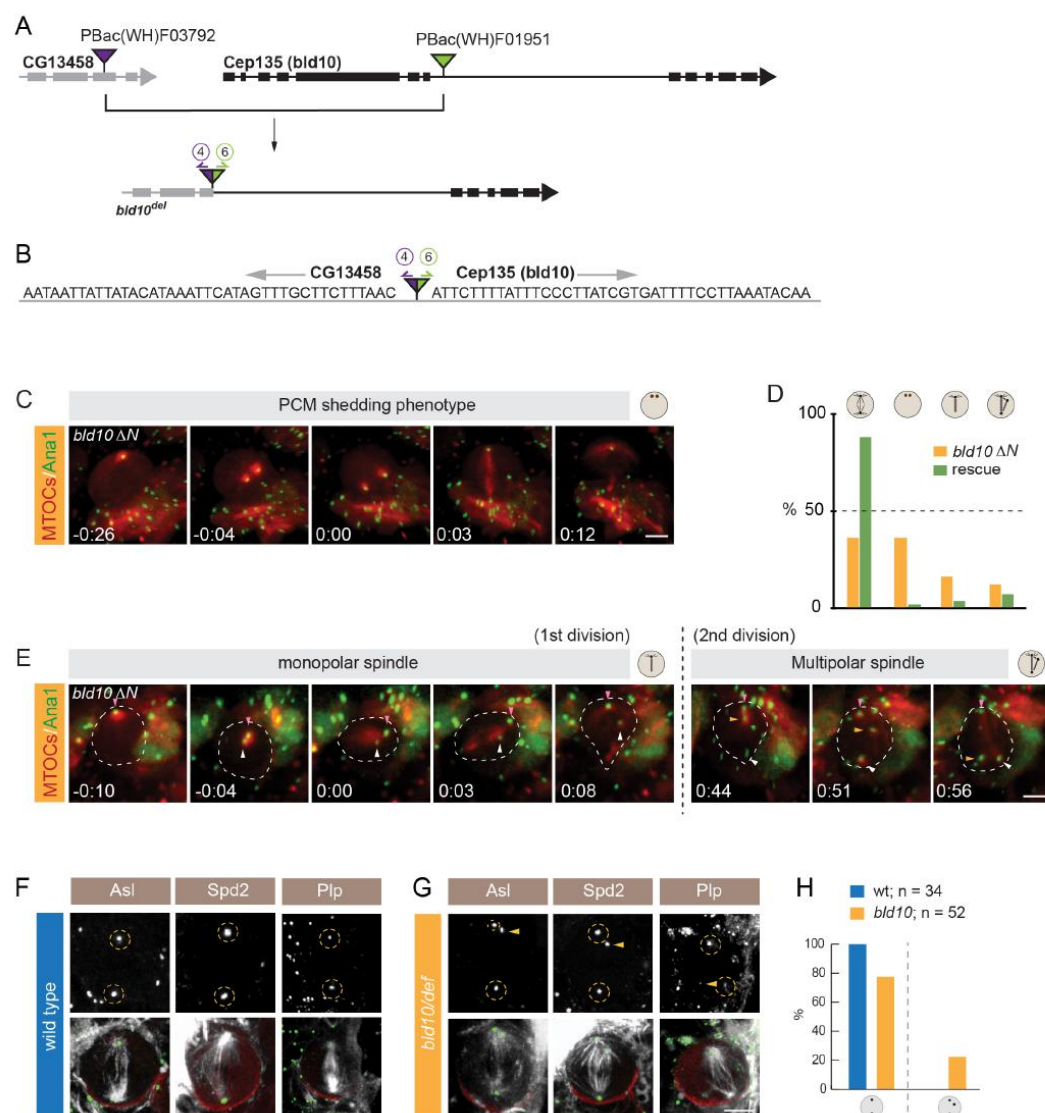 A
PBac(WH)F03792
PBac(WH)F01951
CG13458
Cep135 (bld10)
4 6
bld10del
B
4 6
CG13458
Cep135 (bld10)
AATAATTATTATACATAAATTCATAGTTTGCTTCTTTAAC ATTCTTTTATTTCCCTTATCGTGATTTTCCTTAAATACAA
C
PCM shedding phenotype
MTOCs/Ana1
bld10 ΔN
-0:26
-0:04
0:00
0:03
0:12
D
100
% 50
0
bld10 ΔN
rescue
E
(1st division)
(2nd division)
monopolar spindle
Multipolar spindle
MTOCs/Ana1
bld10 ΔN
-0:10
-0:04
0:00
0:03
0:08
0:44
0:51
0:56
F
Asl
Spd2
Plp
wild type
G
Asl
Spd2
Plp
bld10/def
H
wt; n = 34
bld10; n = 52
100
80
60
40
20
0
%